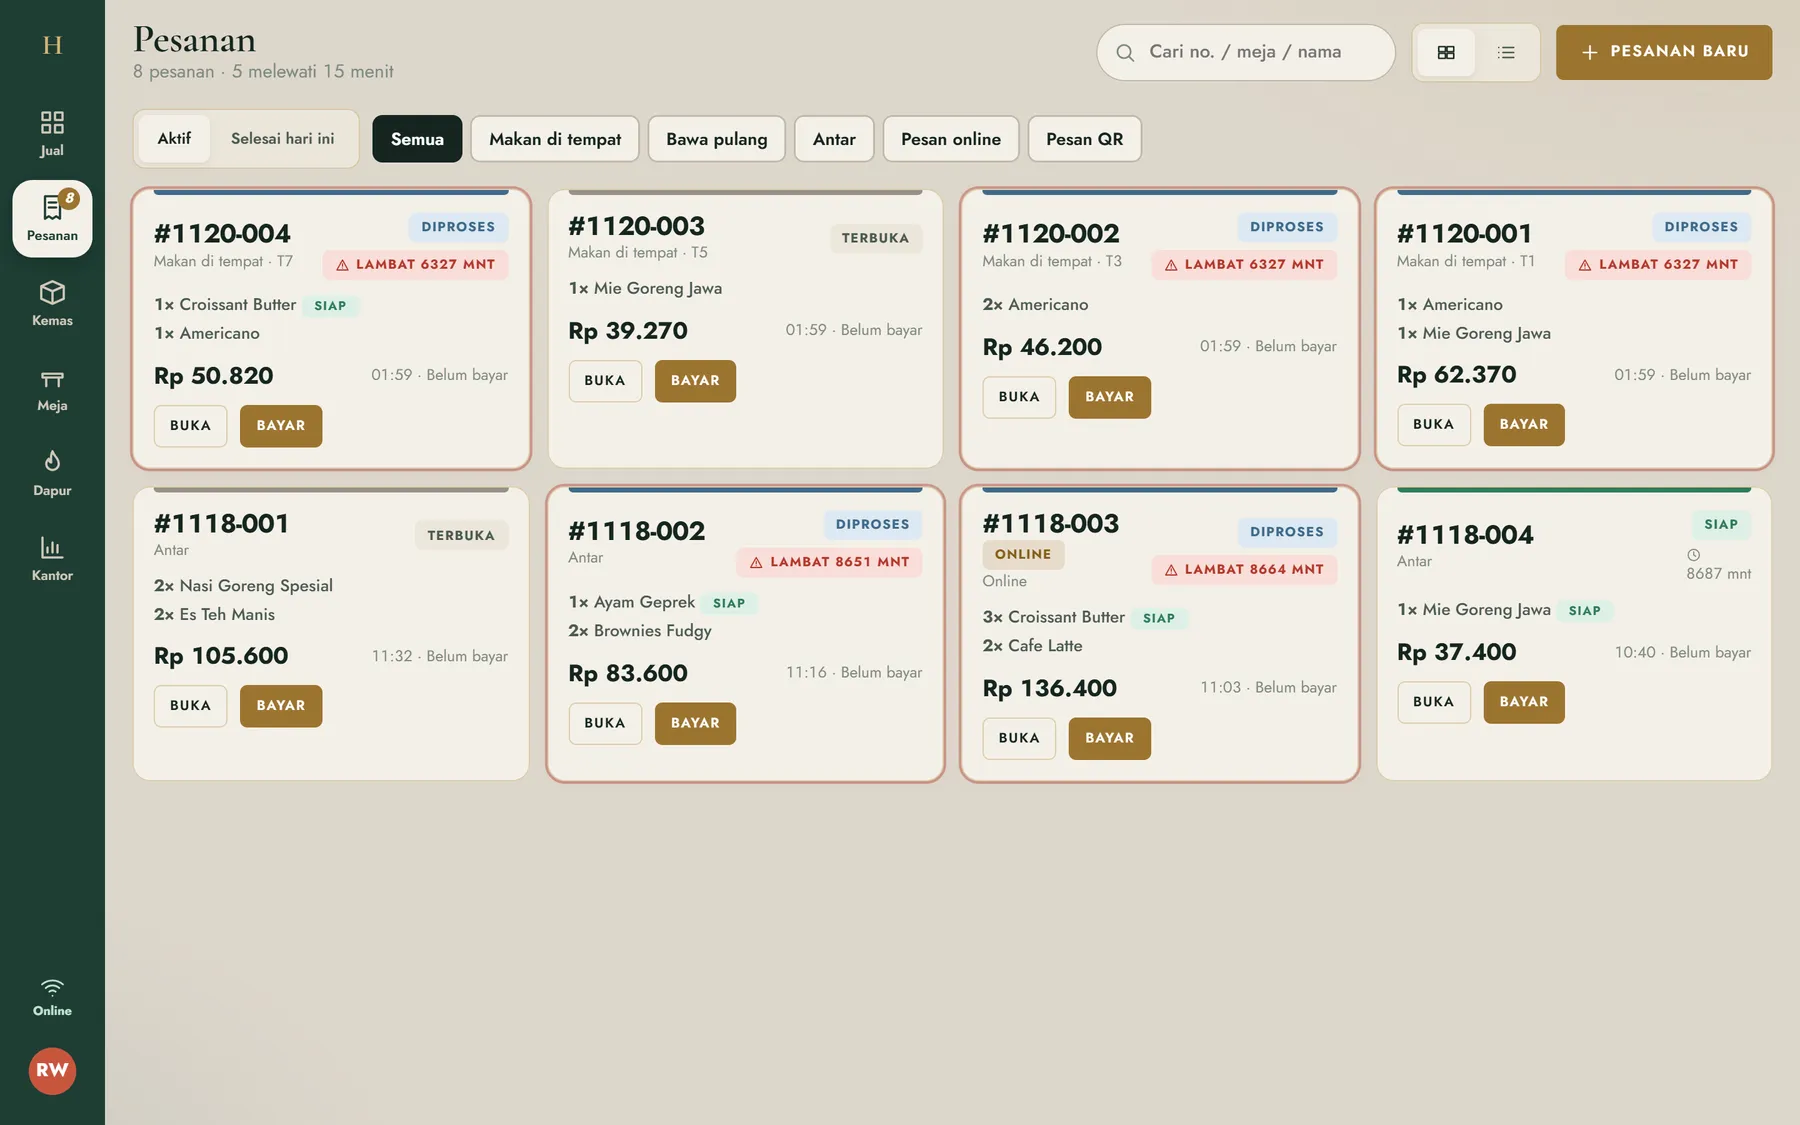 H
Jual
8
Pesanan
Kemas
Meja
Dapur
Kantor
Online
RW
Pesanan
8 pesanan · 5 melewati 15 menit
Cari no. / meja / nama
PESANAN BARU
Aktif
Selesai hari ini
Semua
Makan di tempat
Bawa pulang
Antar
Pesan online
Pesan QR
#1120-004
DIPROSES
Makan di tempat · T7
LAMBAT 6327 MNT
1× Croissant Butter SIAP
1× Americano
Rp 50.820
01:59 · Belum bayar
BUKA
BAYAR
#1120-003
TERBUKA
Makan di tempat · T5
1× Mie Goreng Jawa
Rp 39.270
01:59 · Belum bayar
BUKA
BAYAR
#1120-002
DIPROSES
Makan di tempat · T3
LAMBAT 6327 MNT
2× Americano
Rp 46.200
01:59 · Belum bayar
BUKA
BAYAR
#1120-001
DIPROSES
Makan di tempat · T1
LAMBAT 6327 MNT
1× Americano
1× Mie Goreng Jawa
Rp 62.370
01:59 · Belum bayar
BUKA
BAYAR
#1118-001
TERBUKA
Antar
2× Nasi Goreng Spesial
2× Es Teh Manis
Rp 105.600
11:32 · Belum bayar
BUKA
BAYAR
#1118-002
DIPROSES
Antar
LAMBAT 8651 MNT
1× Ayam Geprek SIAP
2× Brownies Fudgy
Rp 83.600
11:16 · Belum bayar
BUKA
BAYAR
#1118-003
DIPROSES
ONLINE
Online
LAMBAT 8664 MNT
3× Croissant Butter SIAP
2× Cafe Latte
Rp 136.400
11:03 · Belum bayar
BUKA
BAYAR
#1118-004
SIAP
Antar
8687 mnt
1× Mie Goreng Jawa SIAP
Rp 37.400
10:40 · Belum bayar
BUKA
BAYAR